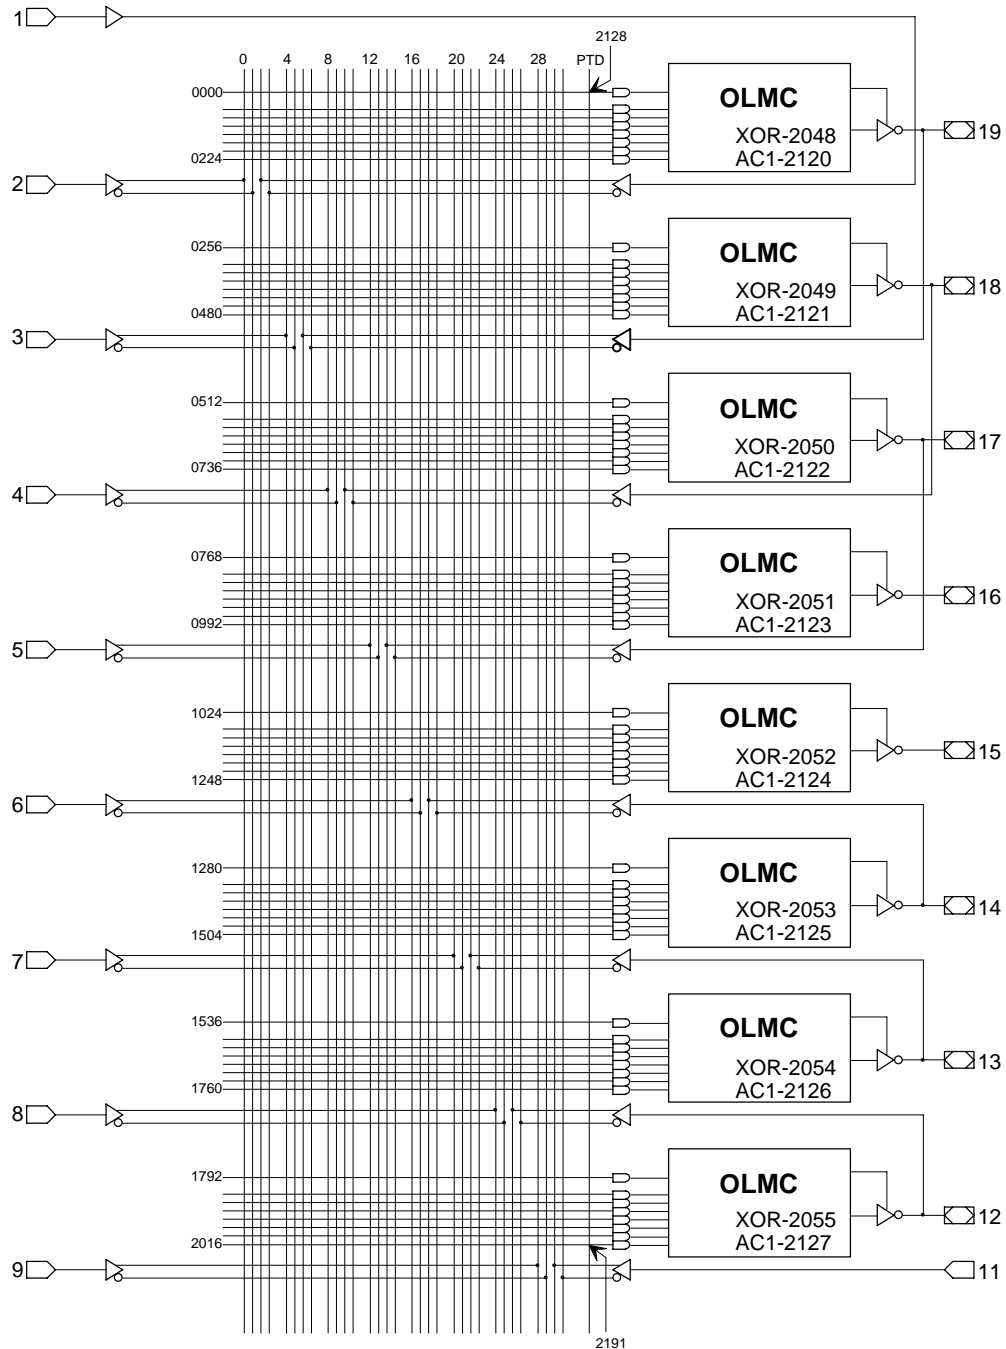 1
2128
0 4 8 12 16 20 24 28 PTD
0000
OLMC
XOR-2048
AC1-2120
19
0224
2
0256
OLMC
XOR-2049
AC1-2121
18
0480
3
0512
OLMC
XOR-2050
AC1-2122
17
0736
4
0768
OLMC
XOR-2051
AC1-2123
16
0992
5
1024
OLMC
XOR-2052
AC1-2124
15
1248
6
1280
OLMC
XOR-2053
AC1-2125
14
1504
7
1536
OLMC
XOR-2054
AC1-2126
13
1760
8
1792
OLMC
XOR-2055
AC1-2127
12
2016
9
11
2191